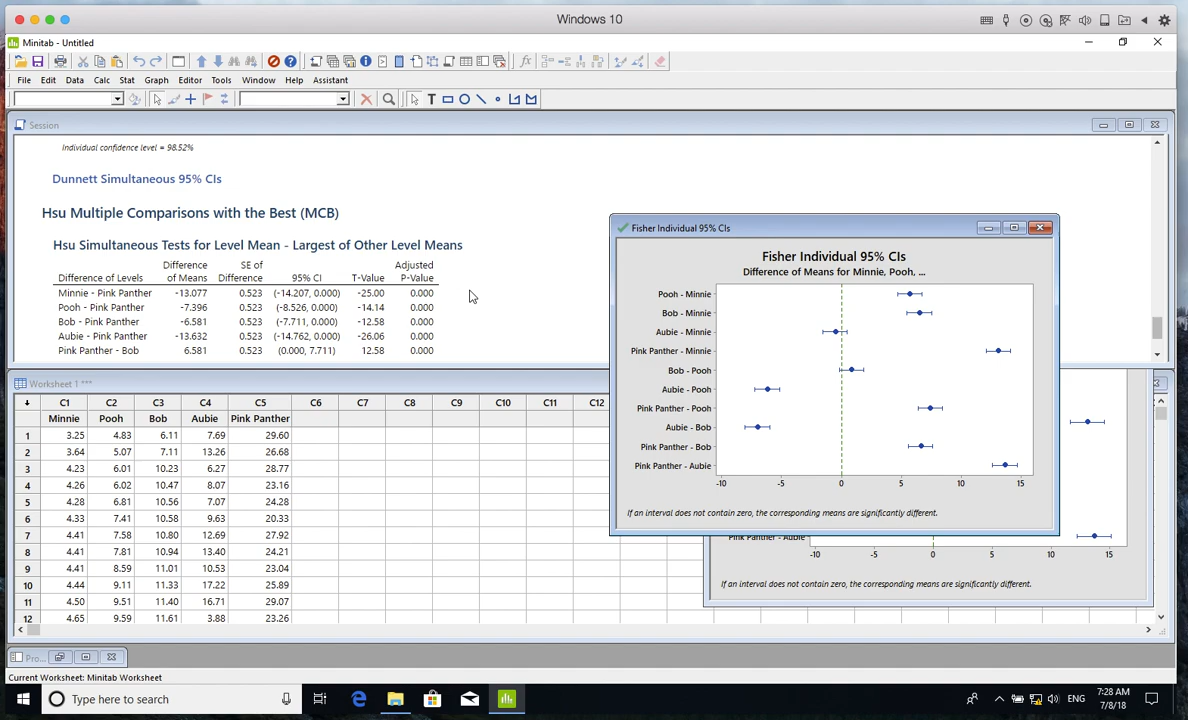 Windows 10
Minitab - Untitled
File Edit Data Calc Stat Graph Editor Tools Window Help Assistant
Session
Individual confidence level = 98.52%
Dunnett Simultaneous 95% CIs
Hsu Multiple Comparisons with the Best (MCB)
Hsu Simultaneous Tests for Level Mean - Largest of Other Level Means
Difference SE of Adjusted
Difference of Levels of Means Difference 95% CI T-Value P-Value
Minnie - Pink Panther -13.077 0.523 (-14.207, 0.000) -25.00 0.000
Pooh - Pink Panther -7.396 0.523 (-8.526, 0.000) -14.14 0.000
Bob - Pink Panther -6.581 0.523 (-7.711, 0.000) -12.58 0.000
Aubie - Pink Panther -13.632 0.523 (-14.762, 0.000) -26.06 0.000
Pink Panther - Bob 6.581 0.523 (0.000, 7.711) 12.58 0.000
Fisher Individual 95% CIs
Fisher Individual 95% CIs
Difference of Means for Minnie, Pooh, ...
Pooh - Minnie
Bob - Minnie
Aubie - Minnie
Pink Panther - Minnie
Bob - Pooh
Aubie - Pooh
Pink Panther - Pooh
Aubie - Bob
Pink Panther - Bob
Pink Panther - Aubie
-10 -5 0 5 10 15
If an interval does not contain zero, the corresponding means are significantly different.
Pink Panther - Aubie
-10 -5 0 5 10 15
If an interval does not contain zero, the corresponding means are significantly different.
Worksheet 1 ***
C1 C2 C3 C4 C5 C6 C7 C8 C9 C10 C11 C12
Minnie Pooh Bob Aubie Pink Panther
1 3.25 4.83 6.11 7.69 29.60
2 3.64 5.07 7.11 13.26 26.68
3 4.23 6.01 10.23 6.27 28.77
4 4.26 6.02 10.47 8.07 23.16
5 4.28 6.81 10.56 7.07 24.28
6 4.33 7.41 10.58 9.63 20.33
7 4.41 7.58 10.80 12.69 27.92
8 4.41 7.81 10.94 13.40 24.21
9 4.41 8.59 11.01 10.53 23.04
10 4.44 9.11 11.33 17.22 25.89
11 4.50 9.51 11.40 16.71 29.07
12 4.65 9.59 11.61 3.88 23.26
Pro...
Current Worksheet: Minitab Worksheet
Type here to search
ENG
7:28 AM
7/8/18